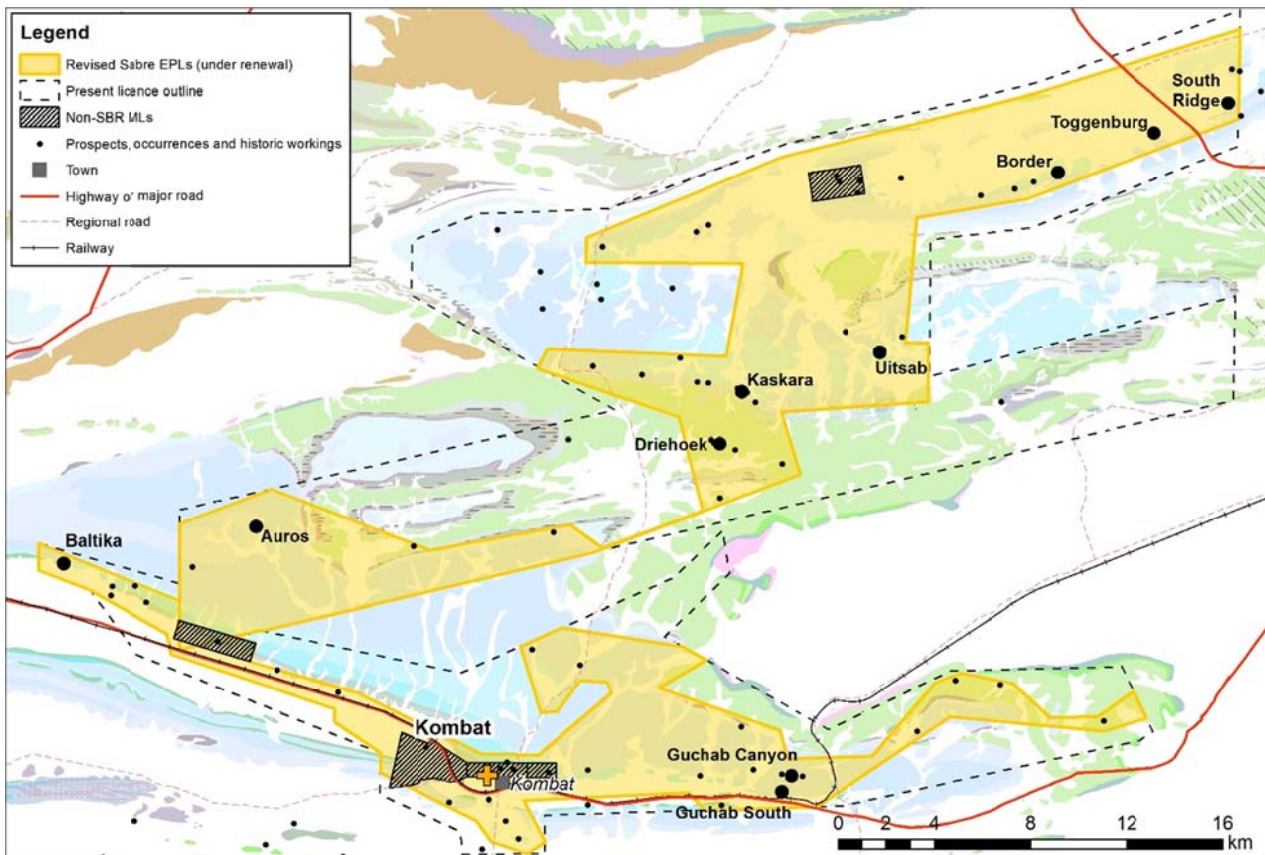 Legend
Revised Sabre EPLs (under renewal)
Present licence outline
Non-SBR MLs
Prospects, occurrences and historic workings
Town
Highway o' major road
Regional road
Railway
South
Ridge
Toggenburg
Border
Uitsab
Kaskara
Driehoek
Auros
Baltika
Kombat
Guchab Canyon
Kombat
Guchab South
0 2 4 8 12 16
km